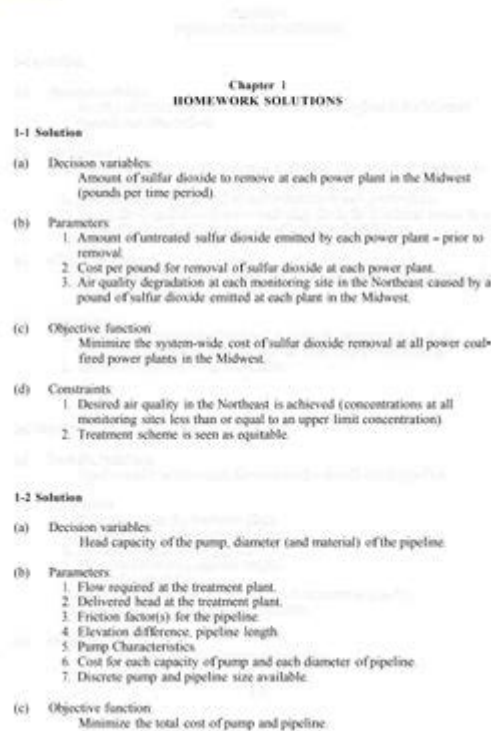 Chapter 1
HOMEWORK SOLUTIONS
1-1 Solution
(a) Decision variables:
Amount of sulfur dioxide to remove at each power plant in the Midwest
(pounds per time period).
(b) Parameters:
1. Amount of untreated sulfur dioxide emitted by each power plant – prior to
removal.
2. Cost per pound for removal of sulfur dioxide at each power plant.
3. Air quality degradation at each monitoring site in the Northeast caused by a
pound of sulfur dioxide emitted at each plant in the Midwest.
(c) Objective function
Minimize the system-wide cost of sulfur dioxide removal at all power coal-
fired power plants in the Midwest.
(d) Constraints
1. Desired air quality in the Northeast is achieved (concentrations at all
monitoring sites less than or equal to an upper limit concentration)
2. Treatment scheme is seen as equitable.
1-2 Solution
(a) Decision variables:
Head capacity of the pump, diameter (and material) of the pipeline.
(b) Parameters:
1. Flow required at the treatment plant.
2. Delivered head at the treatment plant.
3. Friction factor(s) for the pipeline.
4. Elevation difference, pipeline length.
5. Pump Characteristics.
6. Cost for each capacity of pump and each diameter of pipeline.
7. Discrete pump and pipeline size available.
(c) Objective function
Minimize the total cost of pump and pipeline.